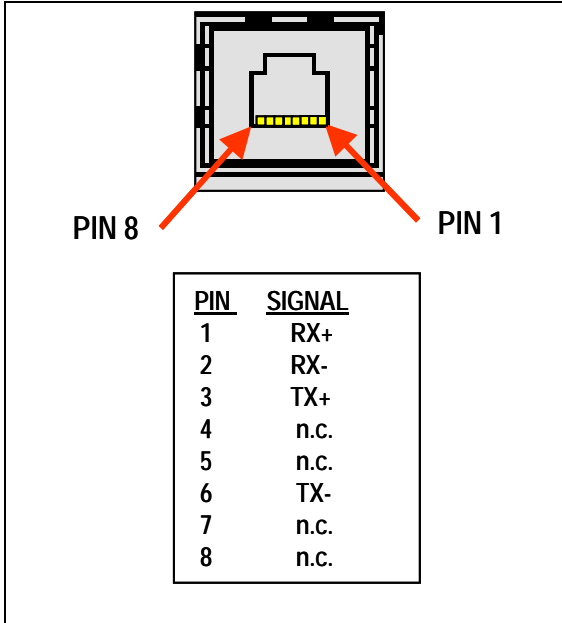 PIN 8 PIN 1
PIN SIGNAL
1 RX+
2 RX-
3 TX+
4 n.c.
5 n.c.
6 TX-
7 n.c.
8 n.c.